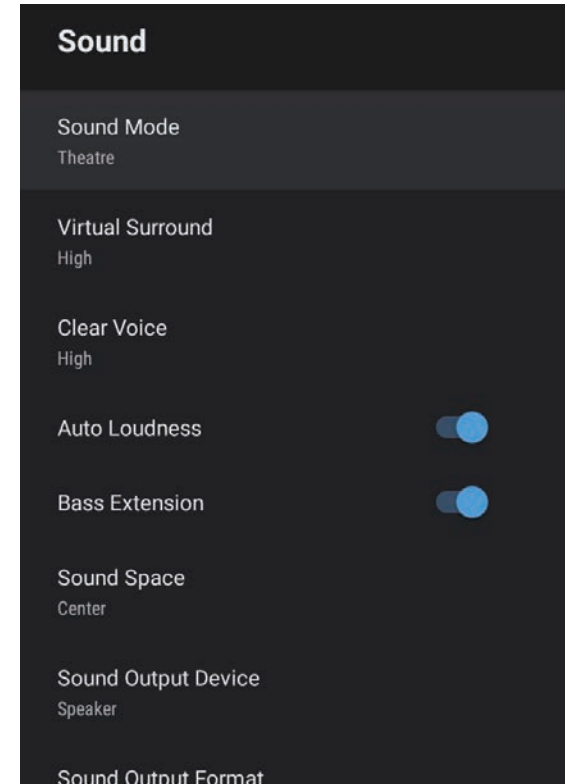 Sound
Sound Mode
Theatre
Virtual Surround
High
Clear Voice
High
Auto Loudness
Bass Extension
Sound Space
Center
Sound Output Device
Speaker
Sound Output Format